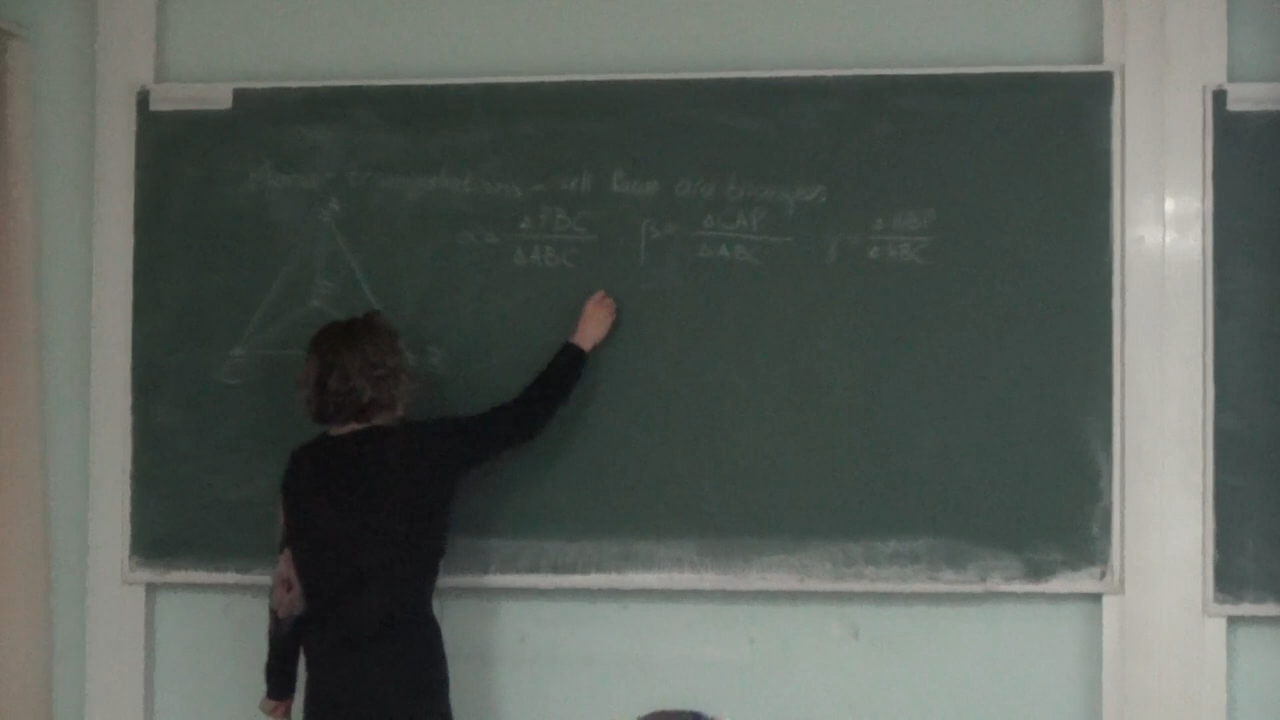 triangulations - all faces are triangles
A
α = ΔPBC / ΔABC β = ΔCAP / ΔABC γ = ΔABP / ΔABC
P